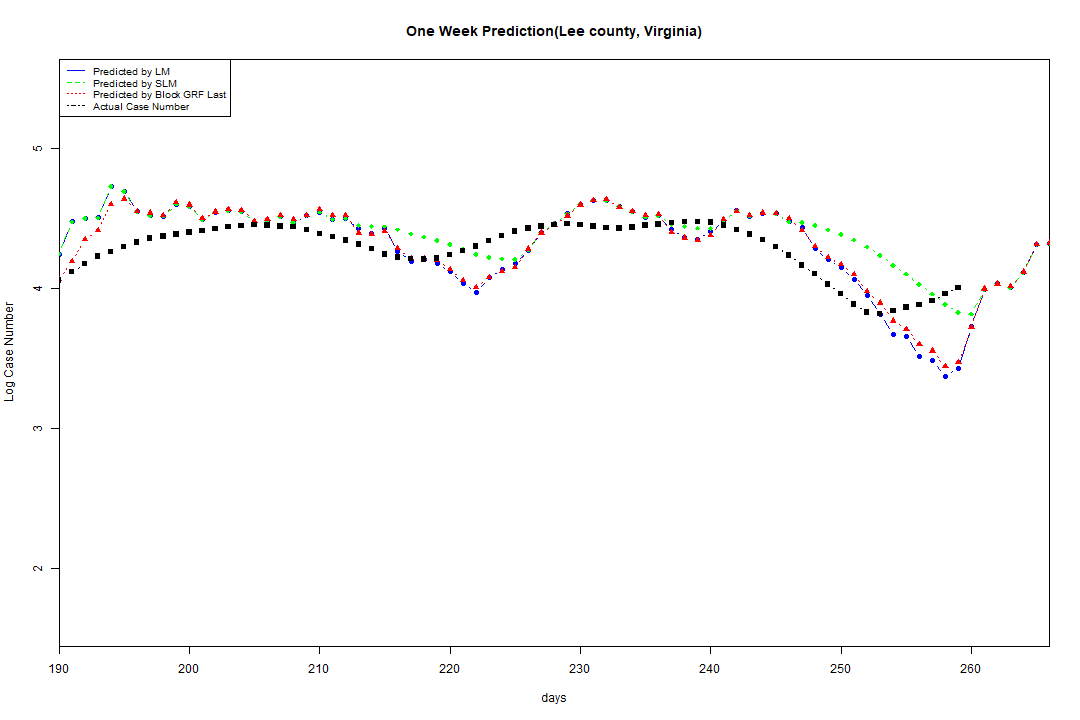 One Week Prediction(Lee county, Virginia)
Predicted by LM
Predicted by SLM
Predicted by Block GRF Last
Actual Case Number
5
4
3
2
Log Case Number
190 200 210 220 230 240 250 260
days